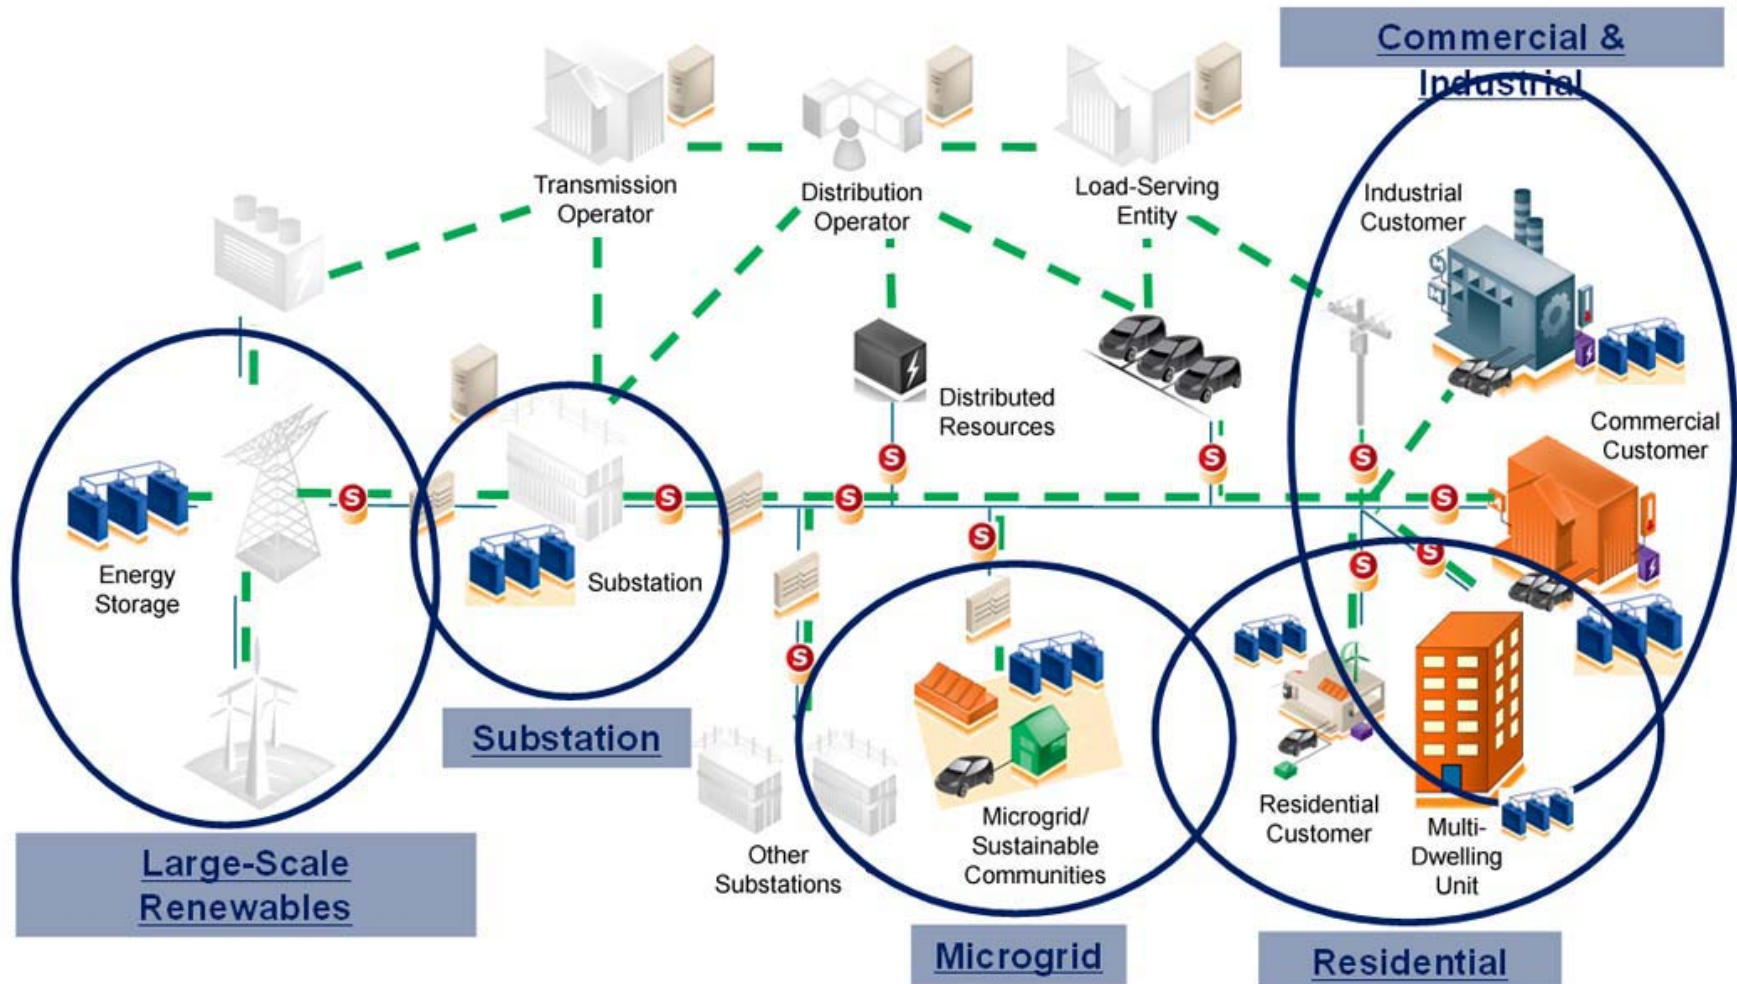 Commercial &
Industrial
Transmission
Operator
Distribution
Operator
Load-Serving
Entity
Industrial
Customer
Distributed
Resources
Commercial
Customer
S
S
S
S
S
S
S
S
S
S
S
Energy
Storage
Substation
Substation
Other
Substations
Microgrid/
Sustainable
Communities
Residential
Customer
Multi-
Dwelling
Unit
Large-Scale
Renewables
Microgrid
Residential